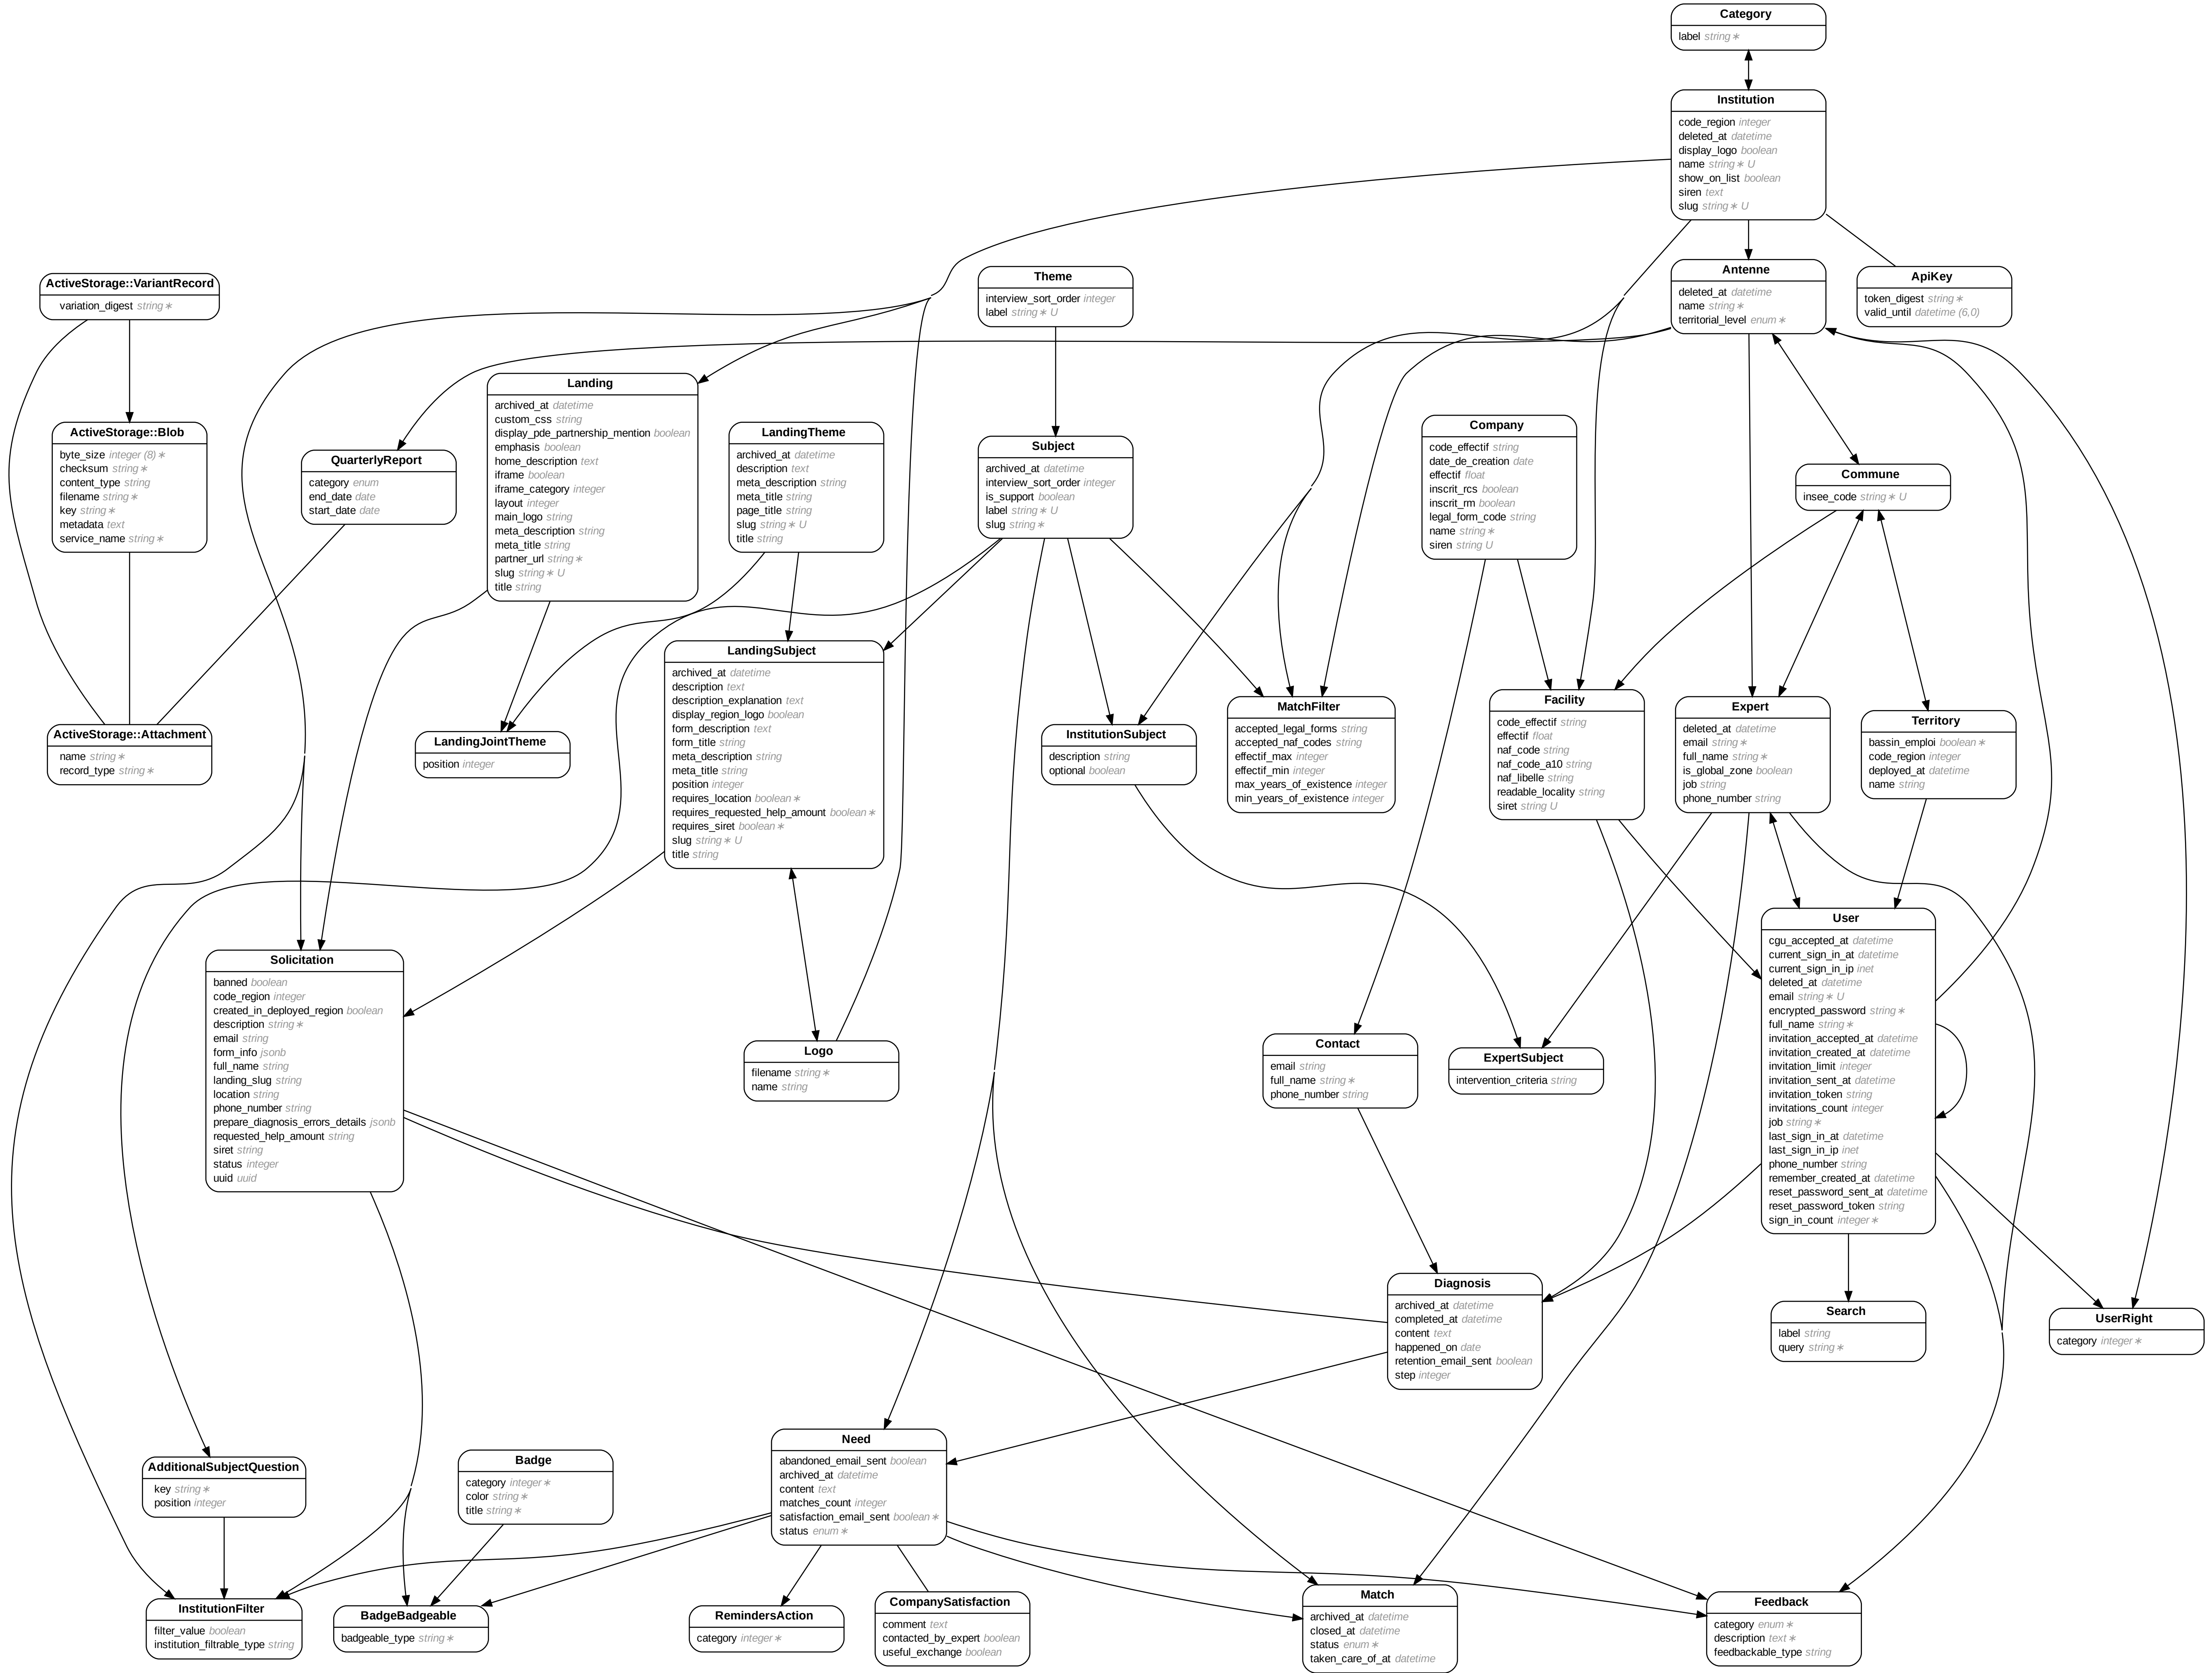 Category
label string∗
Institution
code_region integer
deleted_at datetime
display_logo boolean
name string∗ U
show_on_list boolean
siren text
slug string∗ U
ActiveStorage::VariantRecord
variation_digest string∗
Theme
interview_sort_order integer
label string∗ U
Antenne
deleted_at datetime
name string∗
territorial_level enum∗
ApiKey
token_digest string∗
valid_until datetime (6,0)
Landing
archived_at datetime
custom_css string
display_pde_partnership_mention boolean
emphasis boolean
home_description text
iframe boolean
iframe_category integer
layout integer
main_logo string
meta_description string
meta_title string
partner_url string∗
slug string∗ U
title string
ActiveStorage::Blob
byte_size integer (8)∗
checksum string∗
content_type string
filename string∗
key string∗
metadata text
service_name string∗
QuarterlyReport
category enum
end_date date
start_date date
LandingTheme
archived_at datetime
description text
meta_description string
meta_title string
page_title string
slug string∗ U
title string
Subject
archived_at datetime
interview_sort_order integer
is_support boolean
label string∗ U
slug string∗
Company
code_effectif string
date_de_creation date
effectif float
inscrit_rcs boolean
inscrit_rm boolean
legal_form_code string
name string∗
siren string U
Commune
insee_code string∗ U
LandingSubject
archived_at datetime
description text
description_explanation text
display_region_logo boolean
form_description text
form_title string
meta_description string
meta_title string
position integer
requires_location boolean∗
requires_requested_help_amount boolean∗
requires_siret boolean∗
slug string∗ U
title string
ActiveStorage::Attachment
name string∗
record_type string∗
LandingJointTheme
position integer
InstitutionSubject
description string
optional boolean
MatchFilter
accepted_legal_forms string
accepted_naf_codes string
effectif_max integer
effectif_min integer
max_years_of_existence integer
min_years_of_existence integer
Facility
code_effectif string
effectif float
naf_code string
naf_code_a10 string
naf_libelle string
readable_locality string
siret string U
Expert
deleted_at datetime
email string∗
full_name string∗
is_global_zone boolean
job string
phone_number string
Territory
bassin_emploi boolean∗
code_region integer
deployed_at datetime
name string
User
cgu_accepted_at datetime
current_sign_in_at datetime
current_sign_in_ip inet
deleted_at datetime
email string∗ U
encrypted_password string∗
full_name string∗
invitation_accepted_at datetime
invitation_created_at datetime
invitation_limit integer
invitation_sent_at datetime
invitation_token string
invitations_count integer
job string∗
last_sign_in_at datetime
last_sign_in_ip inet
phone_number string
remember_created_at datetime
reset_password_sent_at datetime
reset_password_token string
sign_in_count integer∗
Solicitation
banned boolean
code_region integer
created_in_deployed_region boolean
description string∗
email string
form_info jsonb
full_name string
landing_slug string
location string
phone_number string
prepare_diagnosis_errors_details jsonb
requested_help_amount string
siret string
status integer
uuid uuid
Logo
filename string∗
name string
Contact
email string
full_name string∗
phone_number string
ExpertSubject
intervention_criteria string
Diagnosis
archived_at datetime
completed_at datetime
content text
happened_on date
retention_email_sent boolean
step integer
Search
label string
query string∗
UserRight
category integer∗
Need
abandoned_email_sent boolean
archived_at datetime
content text
matches_count integer
satisfaction_email_sent boolean∗
status enum∗
AdditionalSubjectQuestion
key string∗
position integer
Badge
category integer∗
color string∗
title string∗
InstitutionFilter
filter_value boolean
institution_filtrable_type string
BadgeBadgeable
badgeable_type string∗
RemindersAction
category integer∗
CompanySatisfaction
comment text
contacted_by_expert boolean
useful_exchange boolean
Match
archived_at datetime
closed_at datetime
status enum∗
taken_care_of_at datetime
Feedback
category enum∗
description text∗
feedbackable_type string